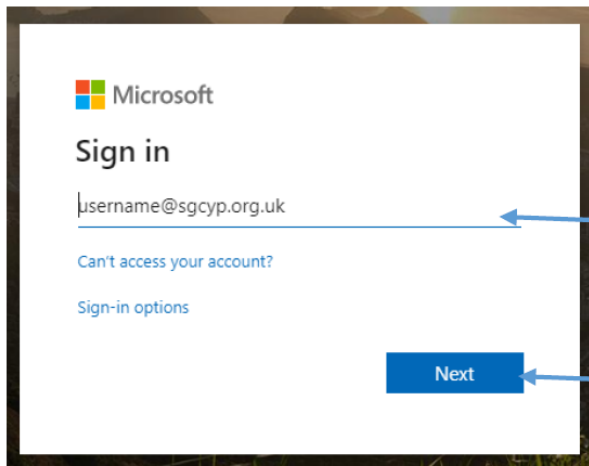 Microsoft
Sign in
username@sgcyp.org.uk
Can't access your account?
Sign-in options
Next